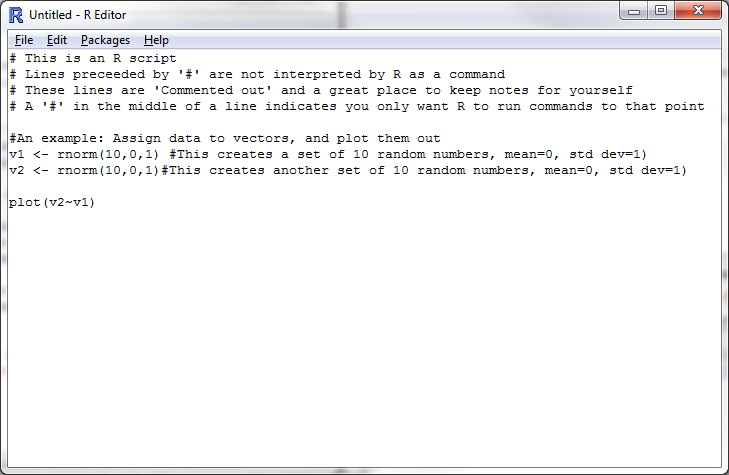 Untitled - R Editor
File Edit Packages Help
# This is an R script
# Lines preceeded by '#' are not interpreted by R as a command
# These lines are 'Commented out' and a great place to keep notes for yourself
# A '#' in the middle of a line indicates you only want R to run commands to that point
#An example: Assign data to vectors, and plot them out
v1 <- rnorm(10,0,1) #This creates a set of 10 random numbers, mean=0, std dev=1)
v2 <- rnorm(10,0,1)#This creates another set of 10 random numbers, mean=0, std dev=1)
plot(v2~v1)